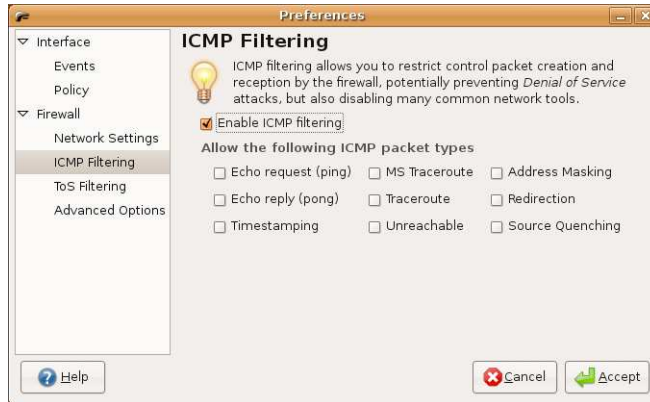 Preferences
Interface
Events
Policy
Firewall
Network Settings
ICMP Filtering
ToS Filtering
Advanced Options
ICMP Filtering
ICMP filtering allows you to restrict control packet creation and
reception by the firewall, potentially preventing Denial of Service
attacks, but also disabling many common network tools.
Enable ICMP filtering
Allow the following ICMP packet types
Echo request (ping) MS Traceroute Address Masking
Echo reply (pong) Traceroute Redirection
Timestamping Unreachable Source Quenching
Help Cancel Accept